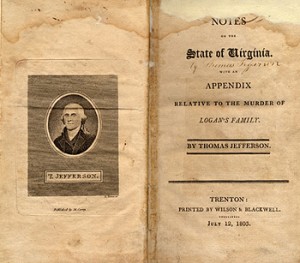 T. JEFFERSON.
NOTES
ON THE
State of Virginia.
WITH AN
APPENDIX
RELATIVE TO THE MURDER OF
LOGAN'S FAMILY.
BY THOMAS JEFFERSON.
TRENTON:
PRINTED BY WILSON & BLACKWELL.
JULY 12, 1803.